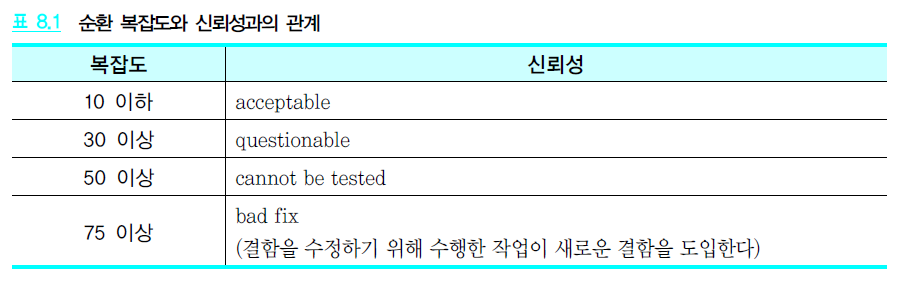 표 8.1 순환 복잡도와 신뢰성과의 관계
복잡도 신뢰성
10 이하 acceptable
30 이상 questionable
50 이상 cannot be tested
75 이상 bad fix
(결함을 수정하기 위해 수행한 작업이 새로운 결함을 도입한다)